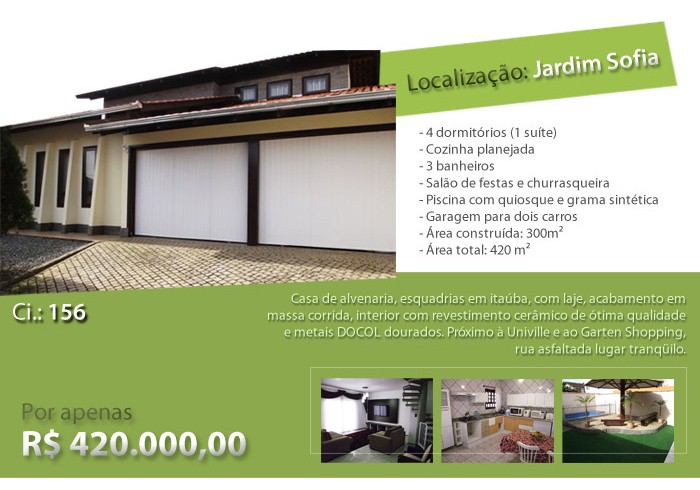 Localização: Jardim Sofia
- 4 dormitórios (1 suíte)
- Cozinha planejada
- 3 banheiros
- Salão de festas e churrasqueira
- Piscina com quiosque e grama sintética
- Garagem para dois carros
- Área construída: 300m²
- Área total: 420 m²
Ci.: 156
Casa de alvenaria, esquadrias em itaúba, com laje, acabamento em
massa corrida, interior com revestimento cerâmico de ótima qualidade
e metais DOCOL dourados. Próximo à Univille e ao Garten Shopping,
rua asfaltada lugar tranqüilo.
Por apenas
R$ 420.000,00